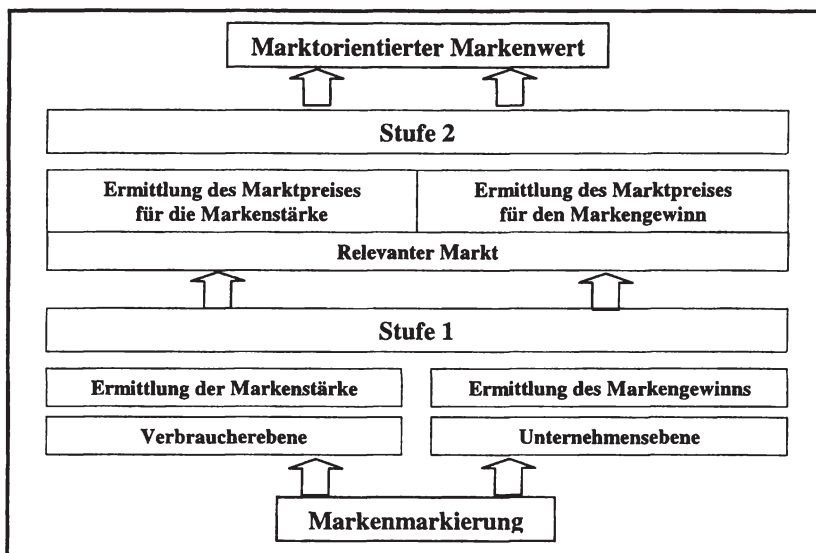 Marktorientierter Markenwert
Stufe 2
Ermittlung des Marktpreises
für die Markenstärke
Ermittlung des Marktpreises
für den Markengewinn
Relevanter Markt
Stufe 1
Ermittlung der Markenstärke
Ermittlung des Markengewinns
Verbraucherebene
Unternehmensebene
Markenmarkierung